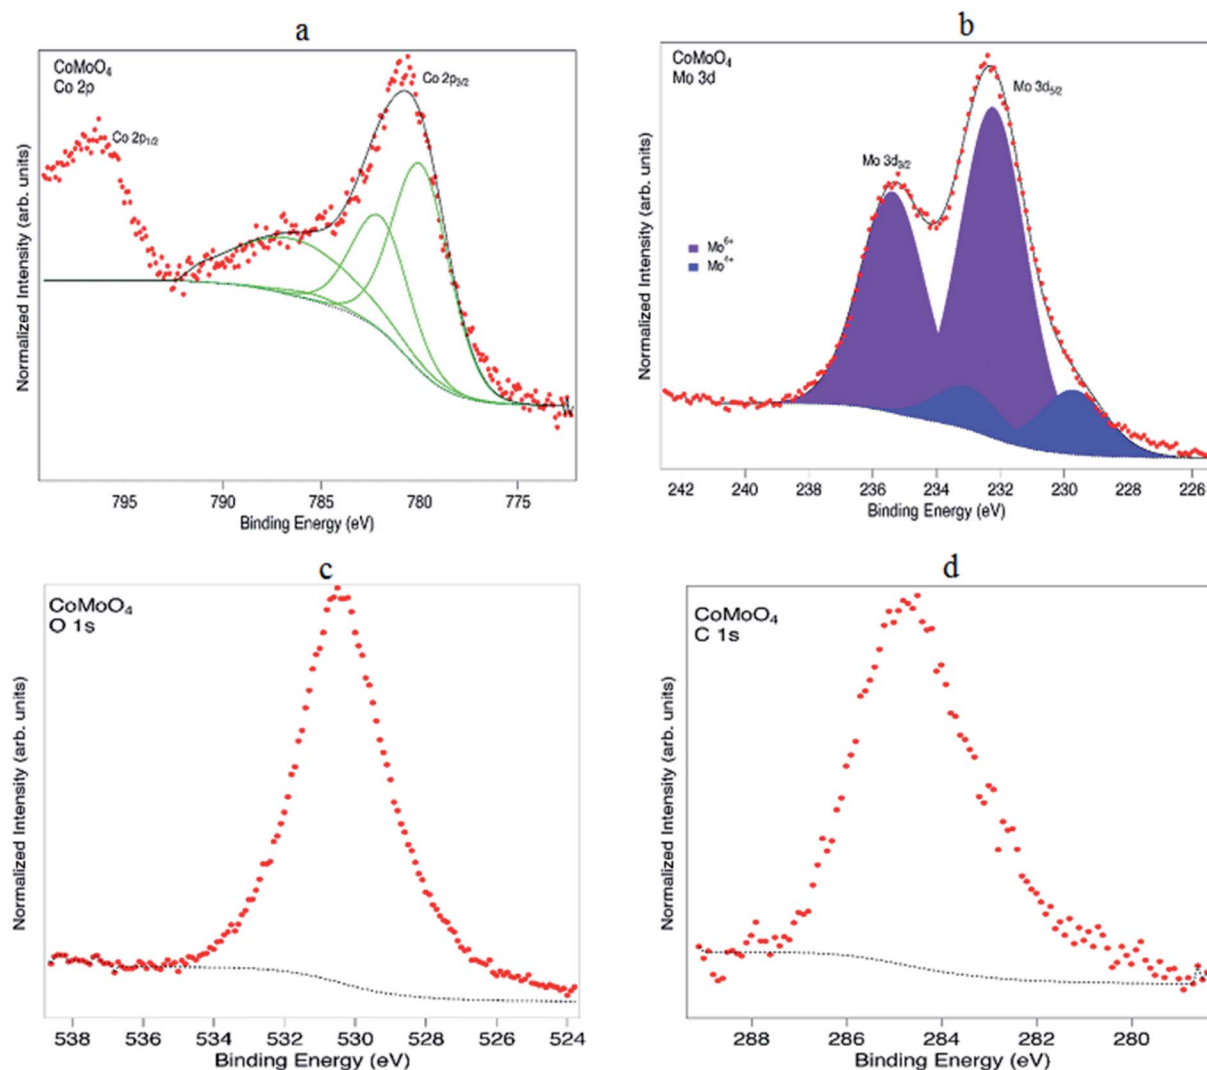 a
CoMoO₄
Co 2p
Co 2p₃/₂
Co 2p₁/₂
Normalized Intensity (arb. units)
795 790 785 780 775
Binding Energy (eV)
b
CoMoO₄
Mo 3d
Mo 3d₅/₂
Mo 3d₃/₂
Mo⁶⁺
Mo⁴⁺
Normalized Intensity (arb. units)
242 240 238 236 234 232 230 228 226
Binding Energy (eV)
c
CoMoO₄
O 1s
Normalized Intensity (arb. units)
538 536 534 532 530 528 526 524
Binding Energy (eV)
d
CoMoO₄
C 1s
Normalized Intensity (arb. units)
288 286 284 282 280
Binding Energy (eV)